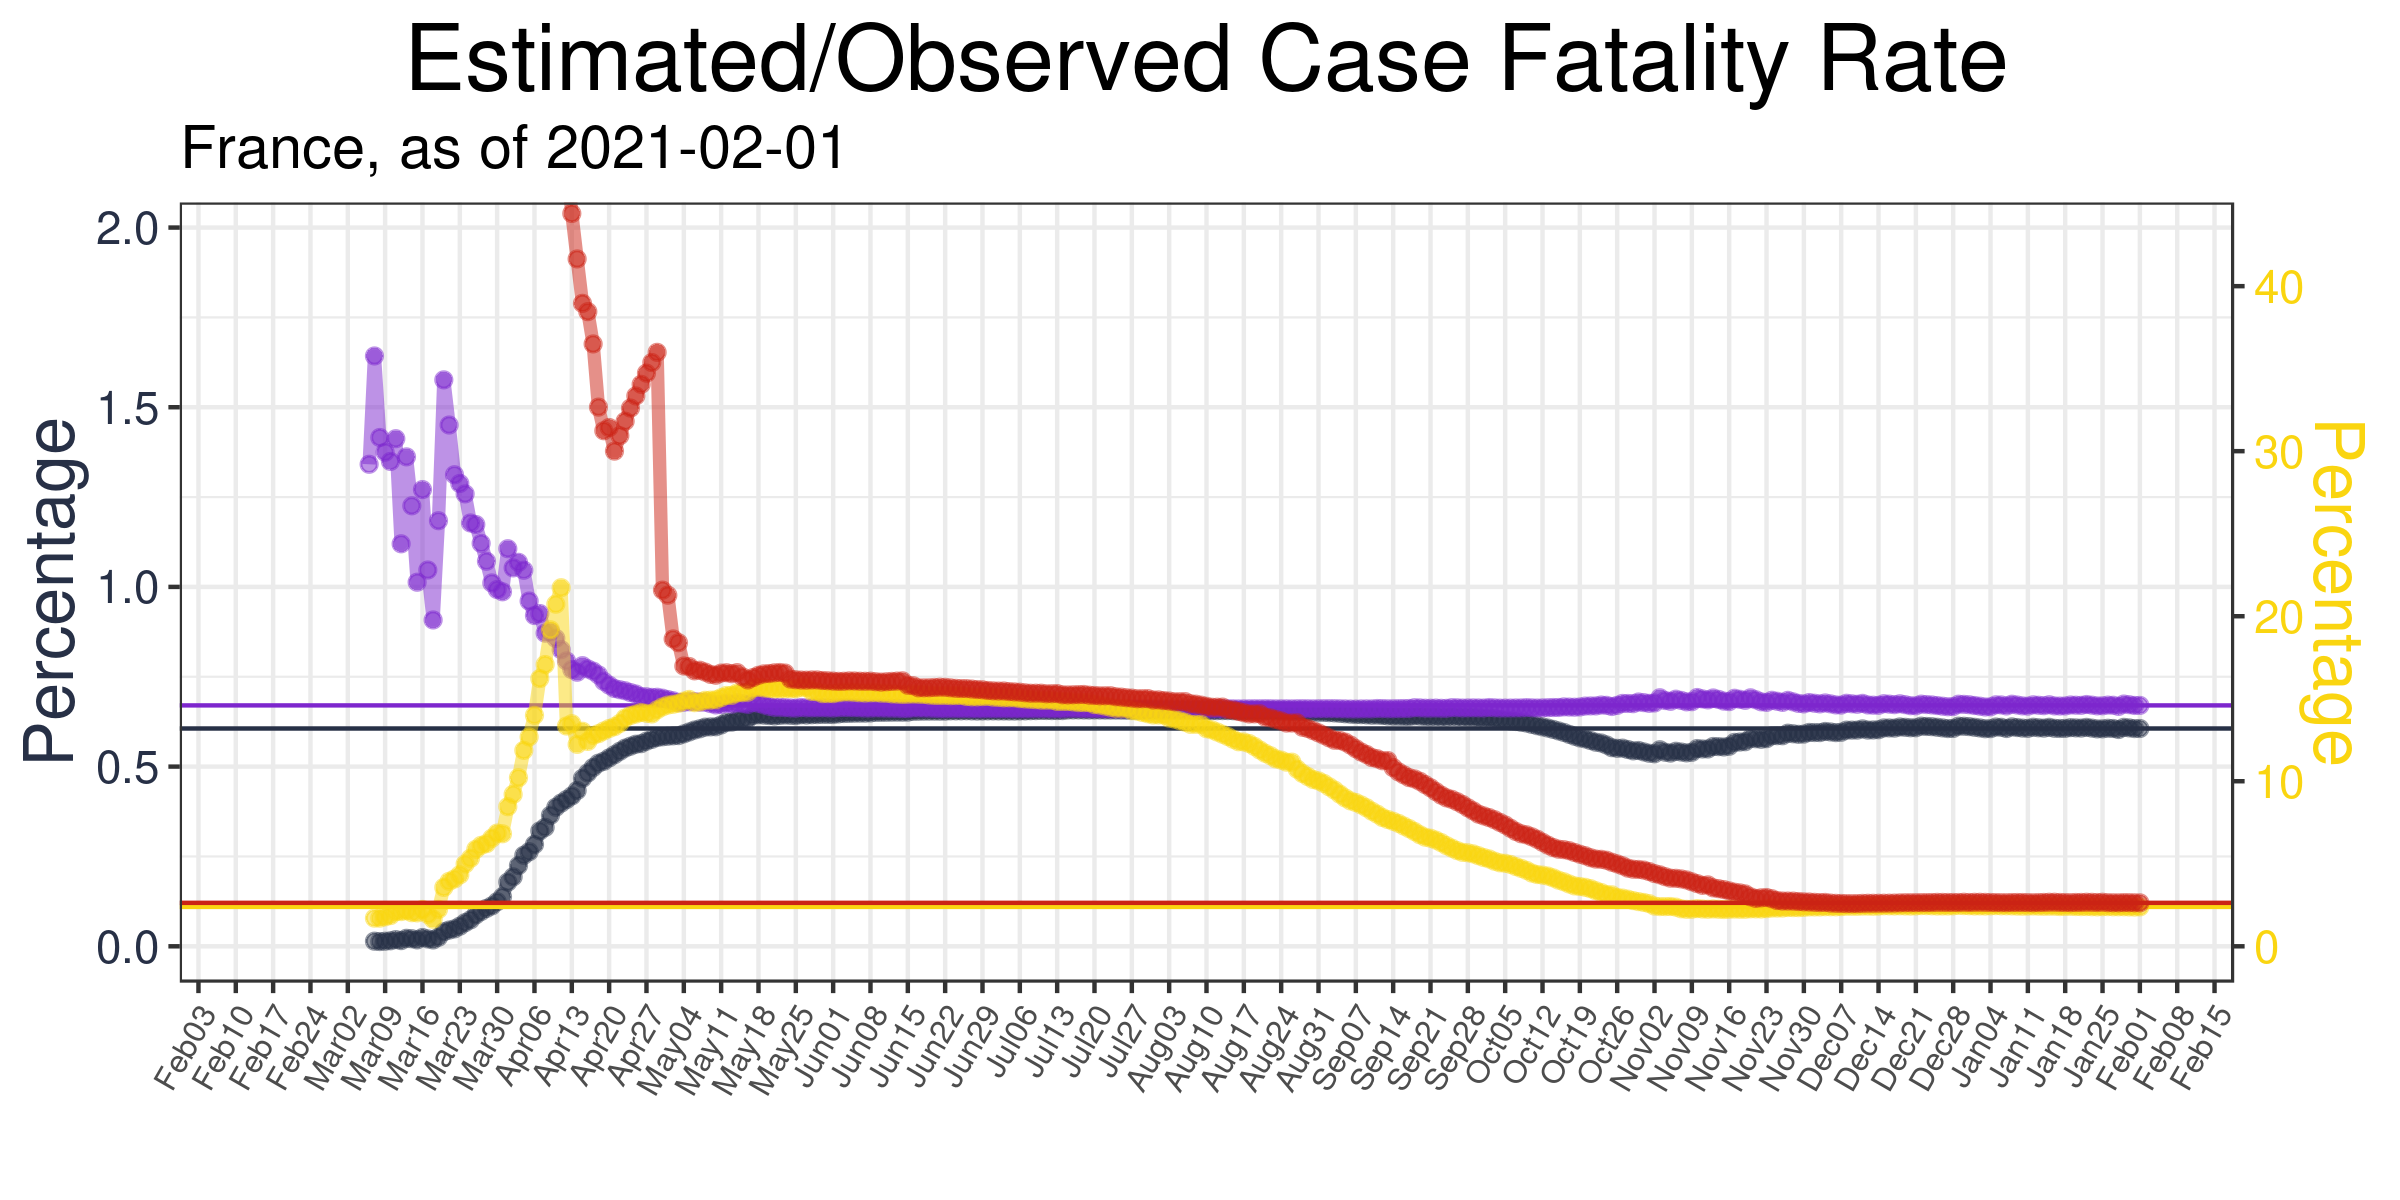 Estimated/Observed Case Fatality Rate
France, as of 2021-02-01
Percentage
2.0
1.5
1.0
0.5
0.0
40
30
20
10
0
Percentage
Feb03
Feb10
Feb17
Feb24
Mar02
Mar09
Mar16
Mar23
Mar30
Apr06
Apr13
Apr20
Apr27
May04
May11
May18
May25
Jun01
Jun08
Jun15
Jun22
Jun29
Jul06
Jul13
Jul20
Jul27
Aug03
Aug10
Aug17
Aug24
Aug31
Sep07
Sep14
Sep21
Sep28
Oct05
Oct12
Oct19
Oct26
Nov02
Nov09
Nov16
Nov23
Nov30
Dec07
Dec14
Dec21
Dec28
Jan04
Jan11
Jan18
Jan25
Feb01
Feb08
Feb15